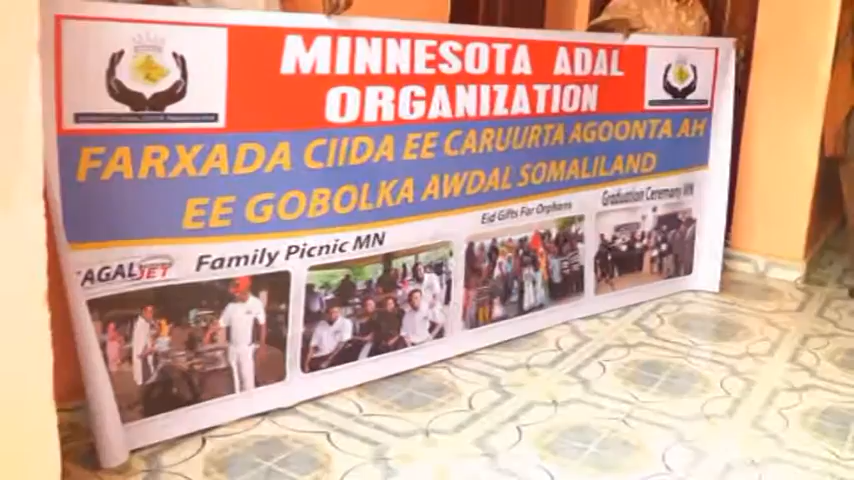 MINNESOTA ADAL
ORGANIZATION
FARXADA CIIDA EE CARUURTA AGOONTA AH
EE GOBOLKA AWDAL SOMALILAND
AGALJET
Family Picnic MN
Eid Gifts For Orphans
Graduation Ceremony MN